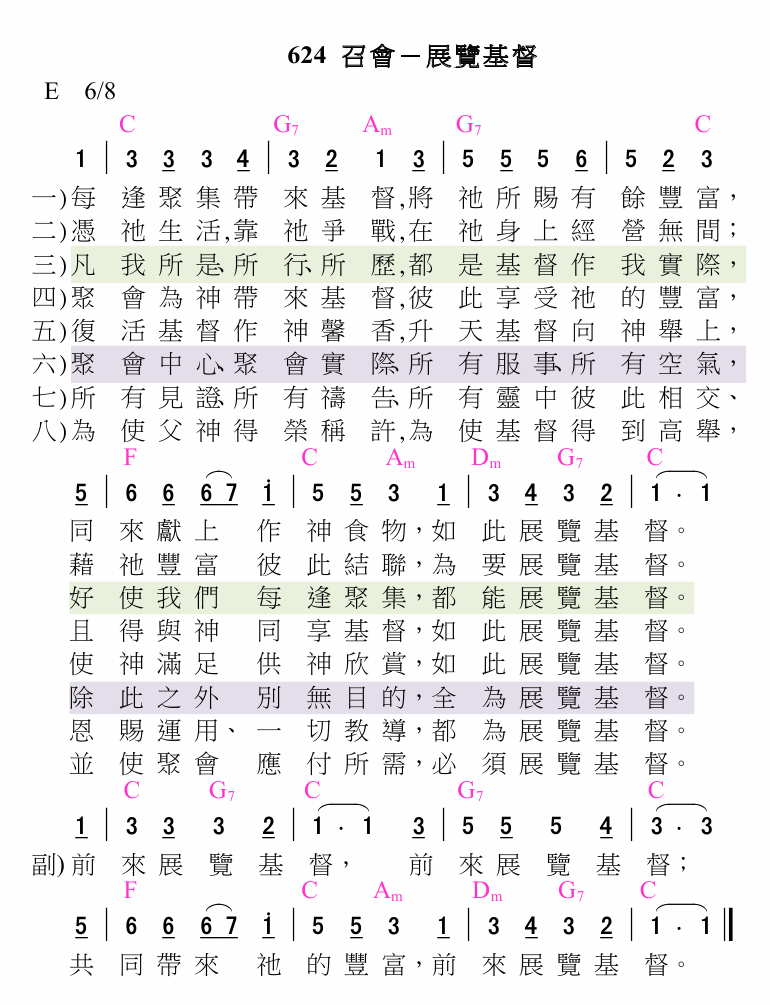 624 召會－展覽基督
E 6/8
C G7 Am G7 C
1 | 3 3 3 4 | 3 2 1 3 | 5 5 5 6 | 5 2 3
一)每 逢聚集帶 來基督,將 祂所賜有 餘豐富，
二)憑 祂生活,靠 祂爭戰,在 祂身上經 營無間；
三)凡 我所是、所 行、所歷,都 是基督作 我實際，
四)聚 會為神帶 來基督,彼 此享受祂 的豐富，
五)復 活基督作 神馨香,升 天基督向 神舉上，
六)聚 會中心、聚 會實際、所 有服事、所 有空氣，
七)所 有見證、所 有禱告、所 有靈中彼 此相交、
八)為 使父神得 榮稱許,為 使基督得 到高舉，
F C Am Dm G7 C
5 | 6 6 6 7 i | 5 5 3 1 | 3 4 3 2 | 1 . 1
同 來獻上作 神食物，如 此展覽基 督。
藉 祂豐富彼 此結聯，為 要展覽基 督。
好 使我們每 逢聚集，都 能展覽基 督。
且 得與神同 享基督，如 此展覽基 督。
使 神滿足供 神欣賞，如 此展覽基 督。
除 此之外別 無目的，全 為展覽基 督。
恩 賜運用、一 切教導，都 為展覽基 督。
並 使聚會應 付所需，必 須展覽基 督。
C G7 C G7 C
1 | 3 3 3 2 | 1 . 1 3 | 5 5 5 4 | 3 . 3
副)前 來展覽基 督， 前 來展覽基 督；
F C Am Dm G7 C
5 | 6 6 6 7 i | 5 5 3 1 | 3 4 3 2 | 1 . 1
共 同帶來祂 的豐富，前 來展覽基 督。